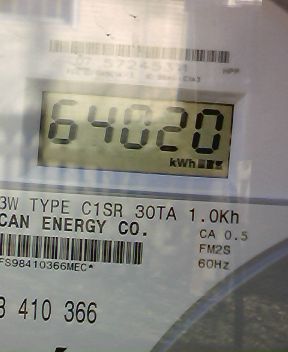 64020
kWh
3W TYPE C1SR 30TA 1.0Kh
CAN ENERGY CO.
CA 0.5
FM2S
60Hz
FS98410366MEC*
8 410 366